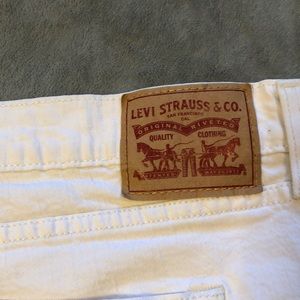 LEVI STRAUSS & CO.
SAN FRANCISCO
CAL.
ORIGINAL RIVETED
QUALITY CLOTHING